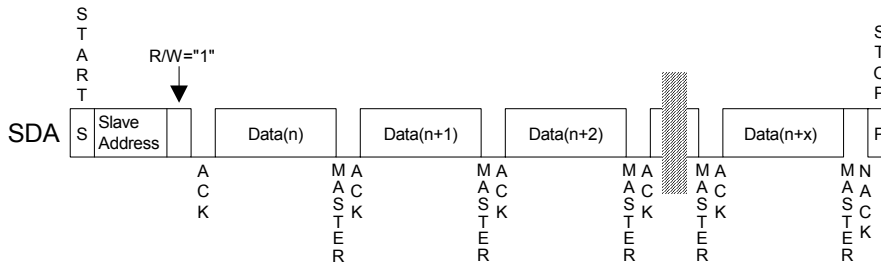 START
STOP
R/W="1"
SDA
S
Slave
Address
Data(n)
Data(n+1)
Data(n+2)
Data(n+x)
P
ACK
MASTER ACK
MASTER ACK
MASTER ACK
MASTER ACK
MASTER NACK